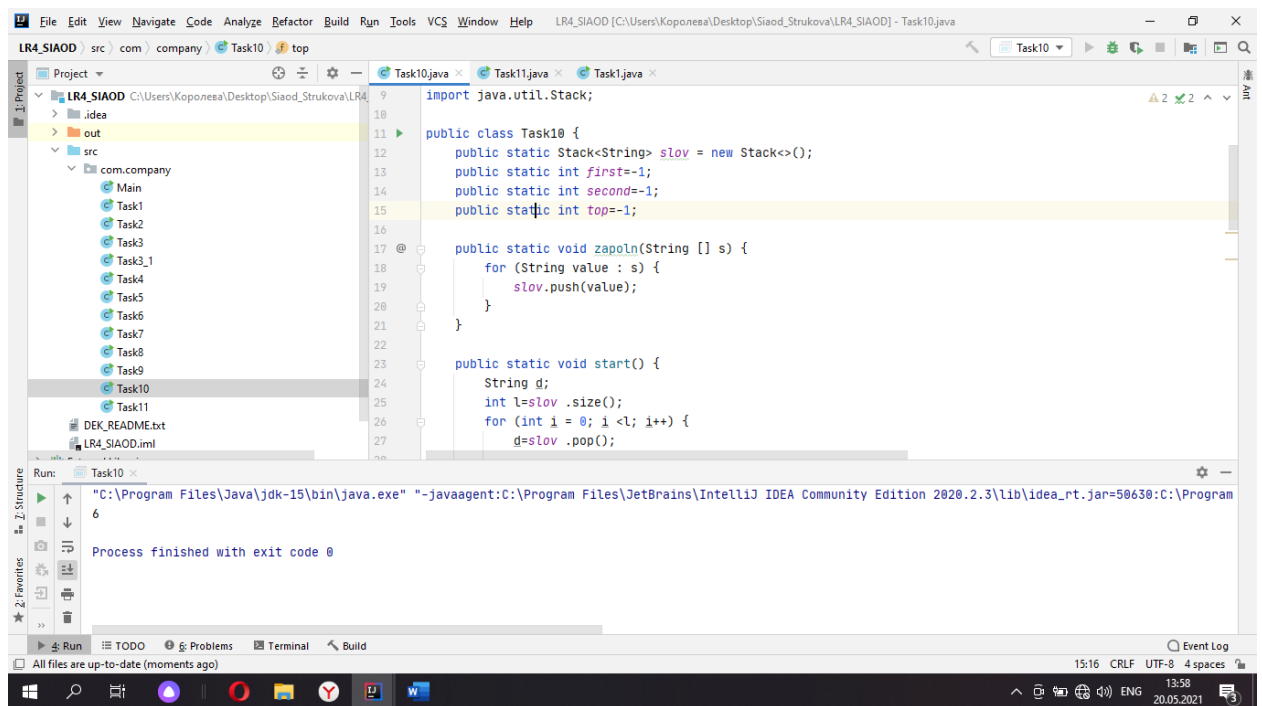 File Edit View Navigate Code Analyze Refactor Build Run Tools VCS Window Help LR4_SIAOD [C:\Users\Королева\Desktop\Siaod_Strukova\LR4_SIAOD] - Task10.java
LR4_SIAOD src com company Task10 top Task10
Project
Task10.java Task11.java Task1.java
1: Project
Ant
LR4_SIAOD C:\Users\Королева\Desktop\Siaod_Strukova\LR4
.idea
out
src
com.company
Main
Task1
Task2
Task3
Task3_1
Task4
Task5
Task6
Task7
Task8
Task9
Task10
Task11
DEK_README.txt
LR4_SIAOD.iml
2 2
9 import java.util.Stack;
10
11 public class Task10 {
12 public static Stack<String> slov = new Stack<>();
13 public static int first=-1;
14 public static int second=-1;
15 public static int top=-1;
16
17 @ public static void zapoln(String [] s) {
18 for (String value : s) {
19 slov.push(value);
20 }
21 }
22
23 public static void start() {
24 String d;
25 int l=slov .size();
26 for (int i = 0; i <l; i++) {
27 d=slov .pop();
Run: Task10
7: Structure
2: Favorites
"C:\Program Files\Java\jdk-15\bin\java.exe" "-javaagent:C:\Program Files\JetBrains\IntelliJ IDEA Community Edition 2020.2.3\lib\idea_rt.jar=50630:C:\Program
6
Process finished with exit code 0
4: Run TODO 6: Problems Terminal Build Event Log
All files are up-to-date (moments ago) 15:16 CRLF UTF-8 4 spaces
ENG 13:58
20.05.2021
3